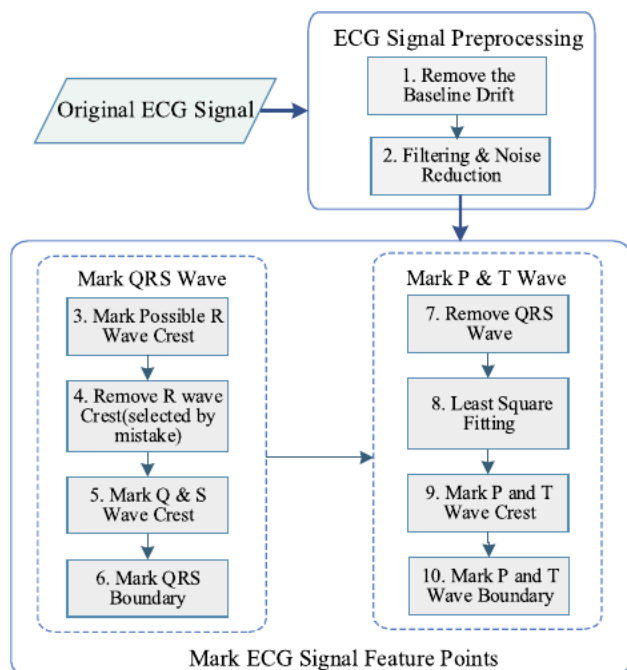 ECG Signal Preprocessing
1. Remove the
Baseline Drift
Original ECG Signal
2. Filtering & Noise
Reduction
Mark QRS Wave
3. Mark Possible R
Wave Crest
4. Remove R wave
Crest(selected by
mistake)
5. Mark Q & S
Wave Crest
6. Mark QRS
Boundary
Mark P & T Wave
7. Remove QRS
Wave
8. Least Square
Fitting
9. Mark P and T
Wave Crest
10. Mark P and T
Wave Boundary
Mark ECG Signal Feature Points